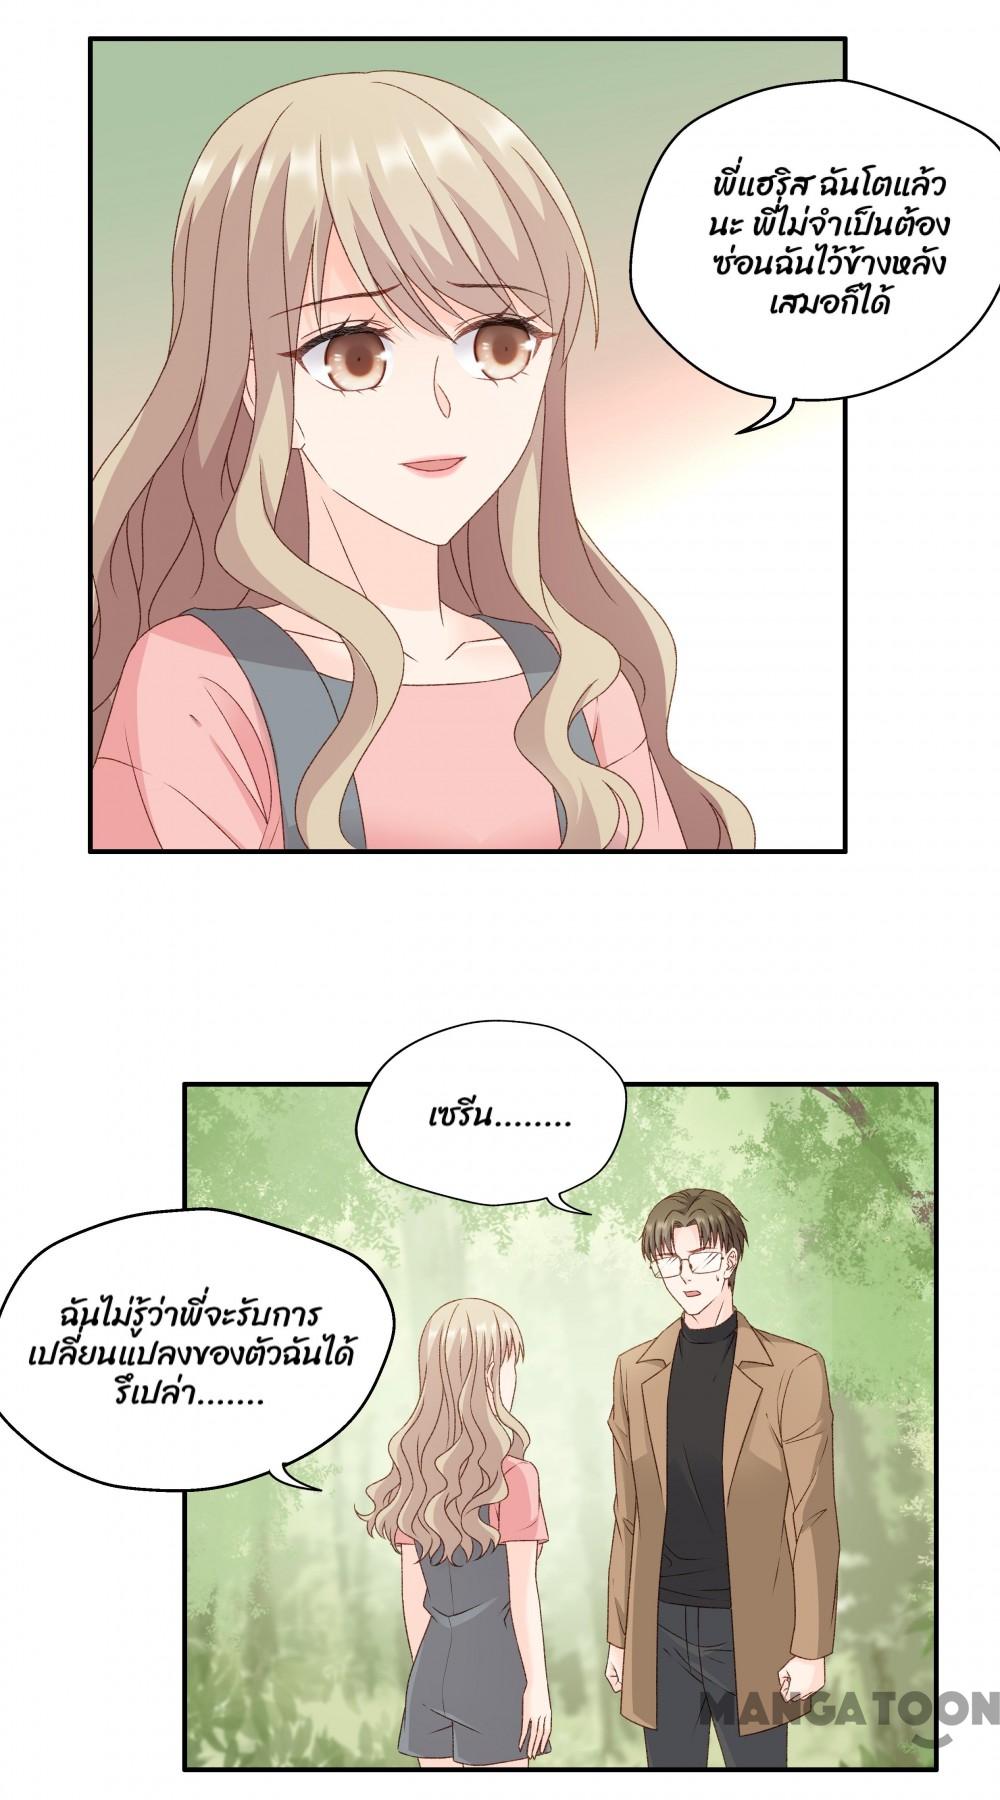 พี่แฮริส ฉันโตแล้ว
นะ พี่ไม่จำเป็นต้อง
ซ่อนฉันไว้ข้างหลัง
เสมอก็ได้
เซรีน........
ฉันไม่รู้ว่าพี่จะรับการ
เปลี่ยนแปลงของตัวฉันได้
รึเปล่า.......
MANGATOON